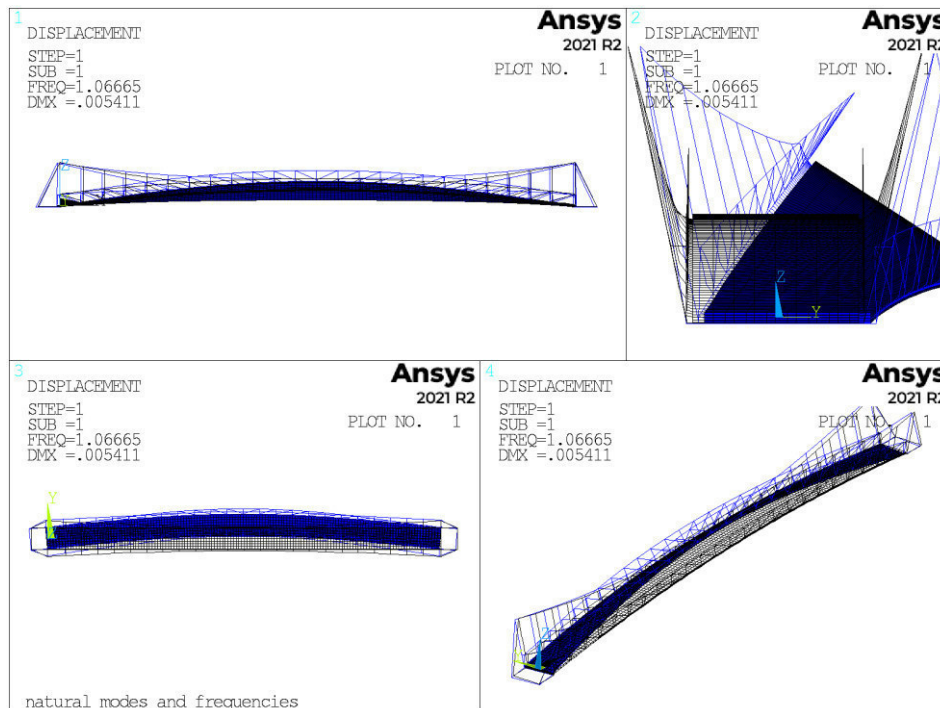 1
DISPLACEMENT
STEP=1
SUB =1
FREQ=1.06665
DMX =.005411
Ansys
2021 R2
PLOT NO. 1
Z
2
DISPLACEMENT
STEP=1
SUB =1
FREQ=1.06665
DMX =.005411
Ansys
2021 R2
PLOT NO. 1
Z
Y
3
DISPLACEMENT
STEP=1
SUB =1
FREQ=1.06665
DMX =.005411
Ansys
2021 R2
PLOT NO. 1
Y
Z
natural modes and frequencies
4
DISPLACEMENT
STEP=1
SUB =1
FREQ=1.06665
DMX =.005411
Ansys
2021 R2
PLOT NO. 1
Z